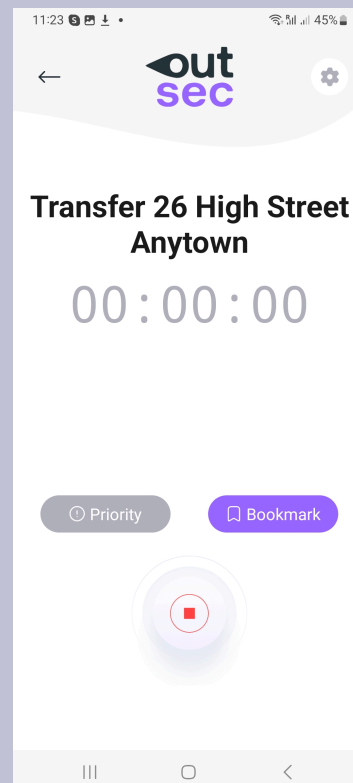 11:23 45%
out
sec
Transfer 26 High Street
Anytown
00:00:00
Priority Bookmark